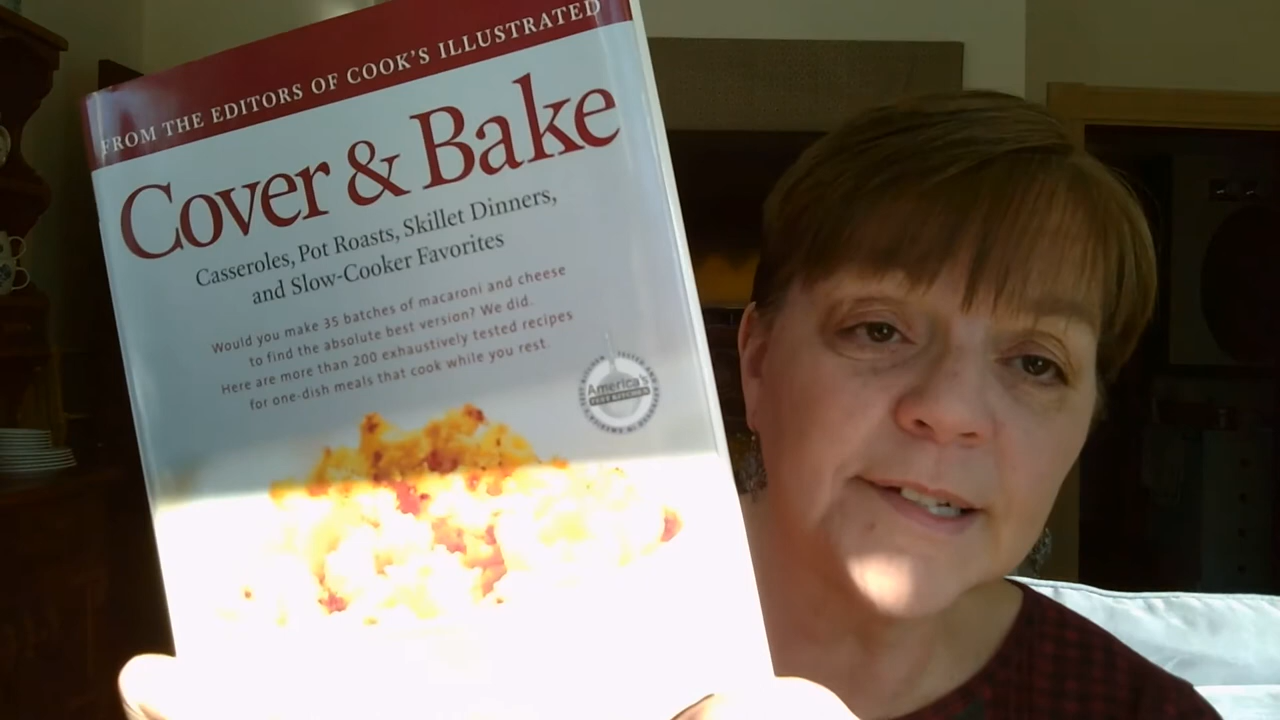 FROM THE EDITORS OF COOK'S ILLUSTRATED
Cover & Bake
Casseroles, Pot Roasts, Skillet Dinners,
and Slow-Cooker Favorites
Would you make 35 batches of macaroni and cheese
to find the absolute best version? We did.
Here are more than 200 exhaustively tested recipes
for one-dish meals that cook while you rest.
America's
TEST KITCHEN